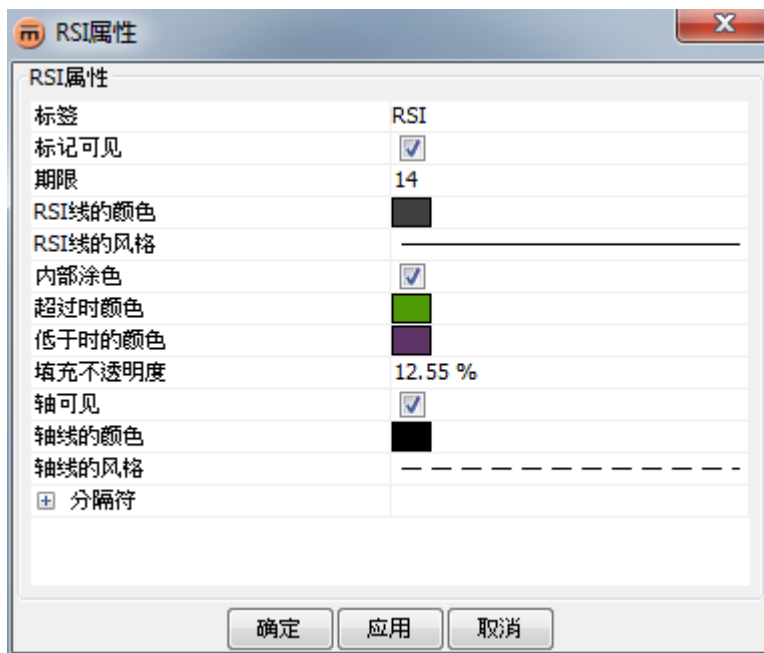 RSI属性
RSI属性
标签 RSI
标记可见
期限 14
RSI线的颜色
RSI线的风格
内部涂色
超过时颜色
低于时的颜色
填充不透明度 12.55 %
轴可见
轴线的颜色
轴线的风格
分隔符
确定 应用 取消